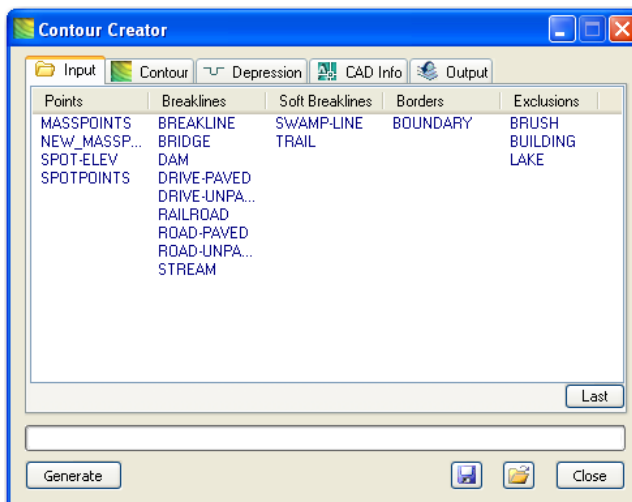 Contour Creator
Input Contour Depression CAD Info Output
Points Breaklines Soft Breaklines Borders Exclusions
MASSPOINTS BREAKLINE SWAMP-LINE BOUNDARY BRUSH
NEW_MASSP... BRIDGE TRAIL BUILDING
SPOT-ELEV DAM LAKE
SPOTPOINTS DRIVE-PAVED
DRIVE-UNPA...
RAILROAD
ROAD-PAVED
ROAD-UNPA...
STREAM
Last
Generate Close